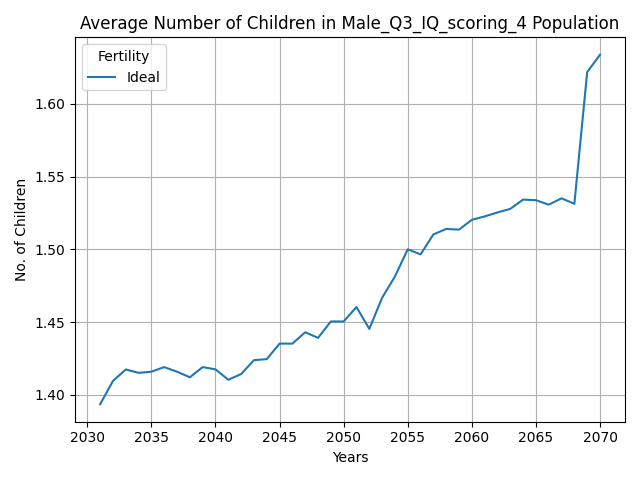 Average Number of Children in Male_Q3_IQ_scoring_4 Population
Fertility
Ideal
No. of Children
1.60
1.55
1.50
1.45
1.40
2030 2035 2040 2045 2050 2055 2060 2065 2070
Years